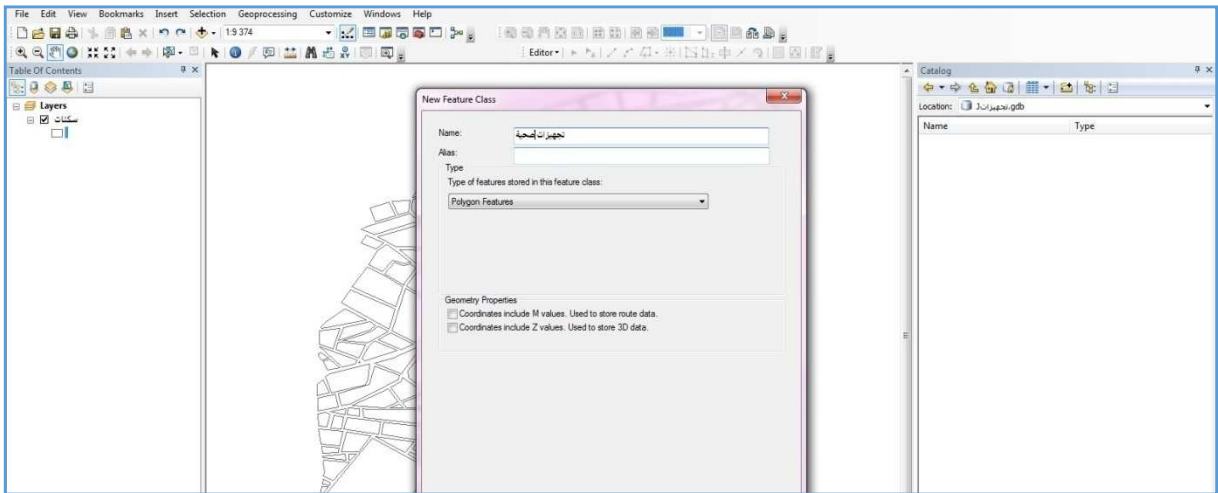 File Edit View Bookmarks Insert Selection Geoprocessing Customize Windows Help
1:9 374
Editor
Table Of Contents
Layers
سكنات
New Feature Class
Name: تجهيزات صحية
Alias:
Type
Type of features stored in this feature class:
Polygon Features
Geometry Properties
Coordinates include M values. Used to store route data.
Coordinates include Z values. Used to store 3D data.
Catalog
Location: تجهيزات.gdb
Name Type